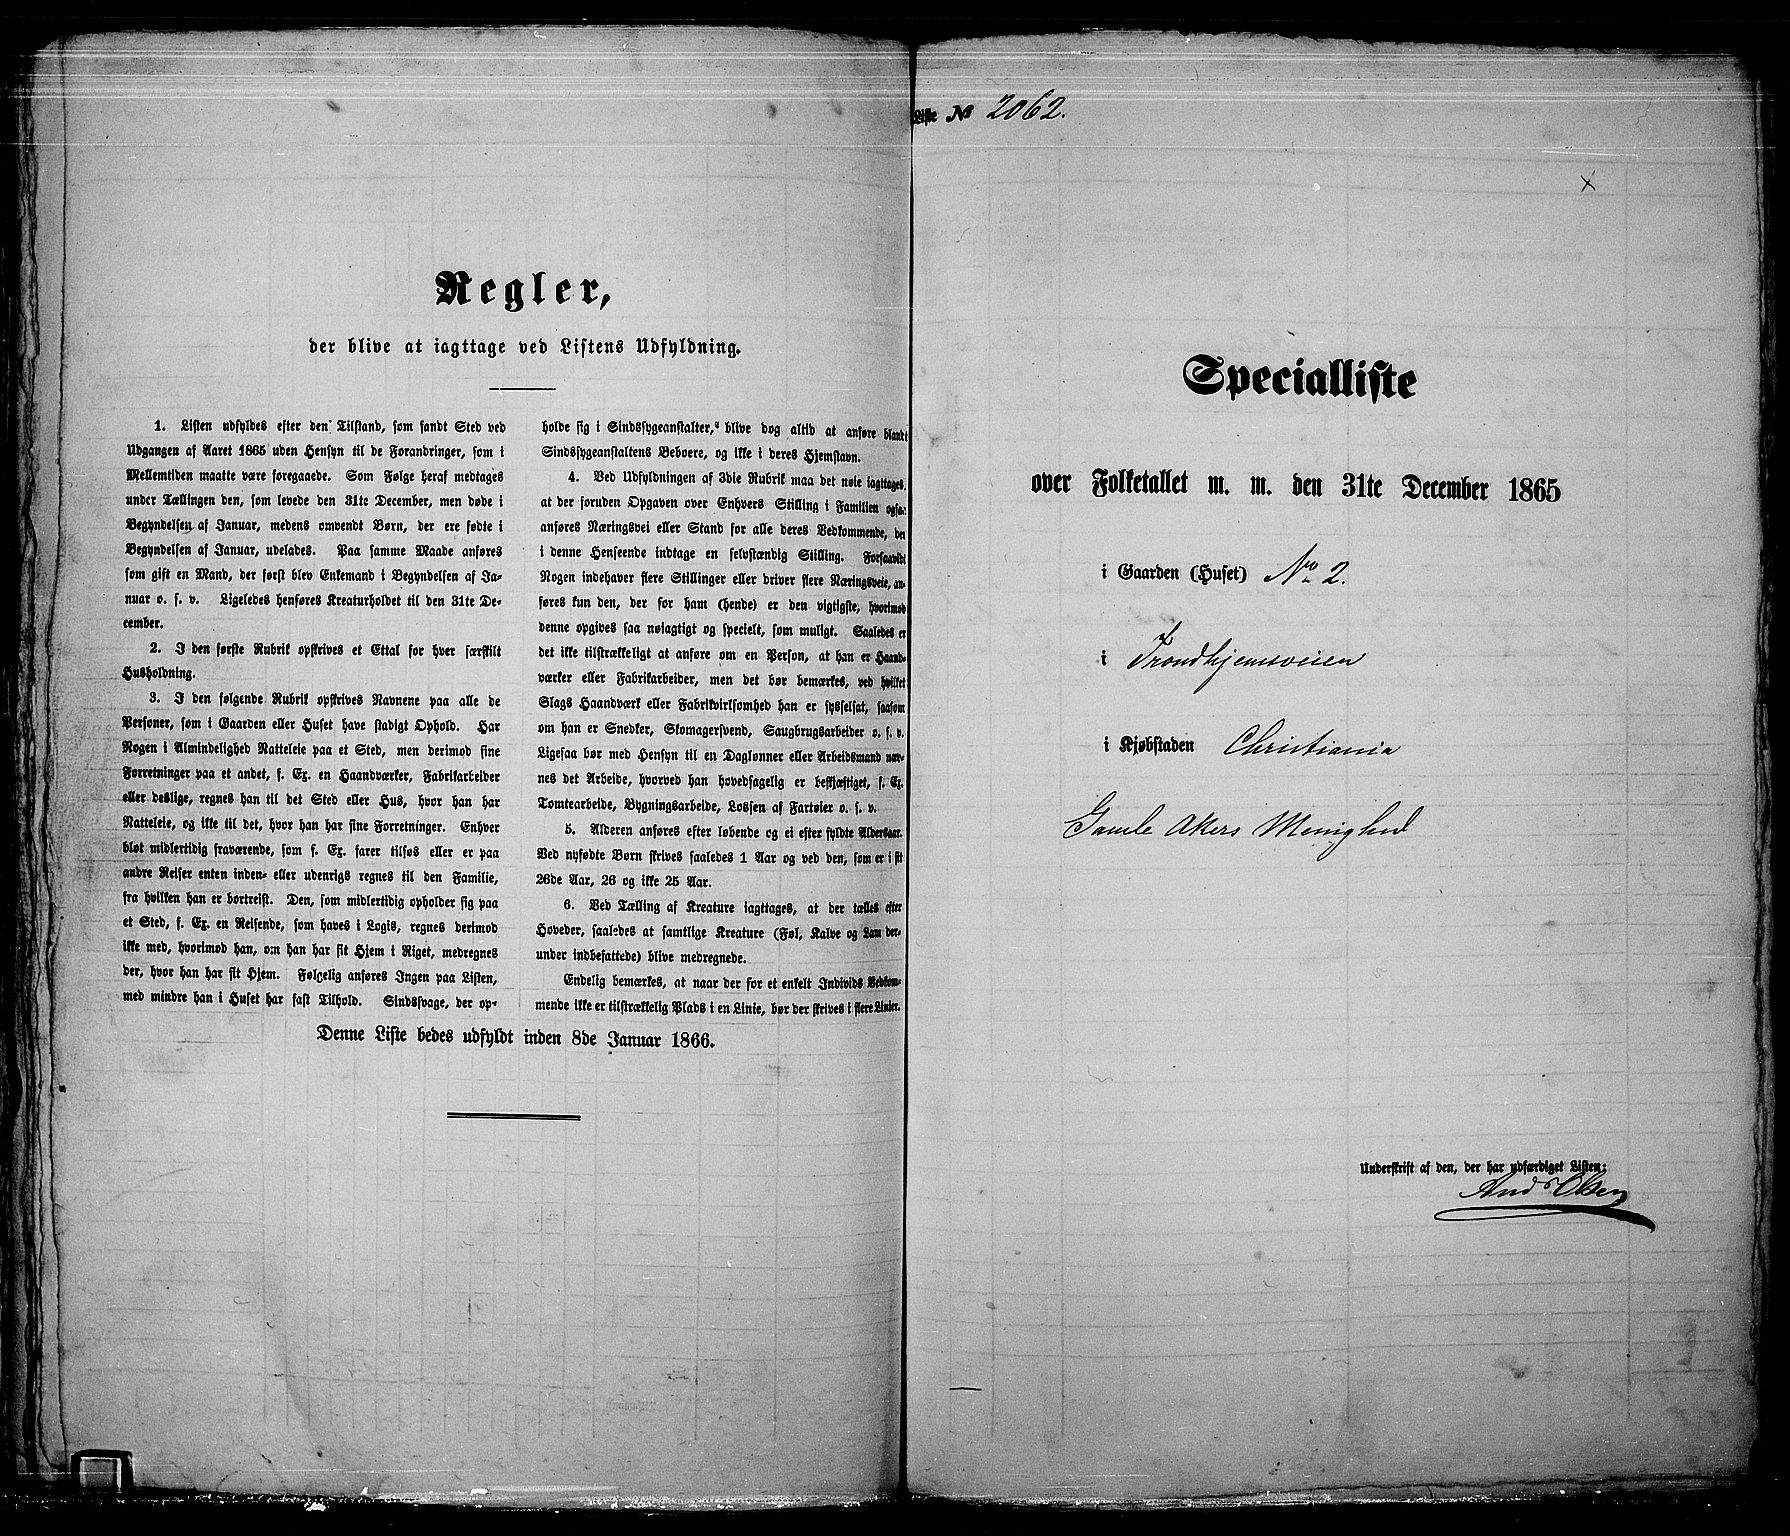 Regler,
der blive at iagttage ved Listens Udfyldning.
1. Listen udfyldes efter den Tilstand, som fandt Sted ved
Udgangen af Aaret 1865 uden Hensyn til de Forandringer, som i
Mellemtiden maatte være foregaaede. Som Følge heraf medtages
under Tællingen den, som levede den 31te December, men døde i
Begyndelsen af Januar, medens omvendt Børn, der ere fødte i
Begyndelsen af Januar, udelades. Paa samme Maade anføres
som gift en Mand, der først blev Enkemand i Begyndelsen af Ja-
nuar o. s. v. Ligeledes henføres Kreaturholdet til den 31te De-
cember.
2. I den første Rubrik opskrives et Ettal for hver særskilt
Husholdning.
3. I den følgende Rubrik opskrives Navnene paa alle de
Personer, som i Gaarden eller Huset have stadigt Ophold. Har
Nogen i Almindelighed Natteleie paa et Sted, men derimod sine
Forretninger paa et andet, f. Ex. en Haandværker, Fabrikarbeider
eller deslige, regnes han til det Sted eller Hus, hvor han har
Natteleie, og ikke til det, hvor han har sine Forretninger. Enhver
blot midlertidig fraværende, som f. Ex. farer tilsøs eller er paa
andre Reiser enten inden- eller udenrigs regnes til den Familie,
fra hvilken han er bortreist. Den, som midlertidig opholder sig paa
et Sted, f. Ex. en Reisende, som haves i Logis, regnes derimod
ikke med, hvorimod han, om han har sit Hjem i Riget, medregnes
der, hvor han har sit Hjem. Følgelig anføres Ingen paa Listen,
med mindre han i Huset har fast Tilhold. Sindssvage, der op-
holde sig i Sindssygeanstalter, blive dog altid at anføre blandt
Sindssygeanstaltens Beboere, og ikke i deres Hjemstavn.
4. Ved Udfyldningen af 3die Rubrik maa det nøie iagttages,
at der foruden Opgaven over Enhvers Stilling i Familien ogsaa
anføres Næringsvei eller Stand for alle deres Vedkommende, der
i denne Henseende indtage en selvstændig Stilling. Forsaavidt
Nogen indehaver flere Stillinger eller driver flere Næringsveie, an-
føres kun den, der for ham (hende) er den vigtigste, hvorimod
denne opgives saa nøiagtigt og specielt, som muligt. Saaledes er
det ikke tilstrækkeligt at anføre om en Person, at han er Haand-
værker eller Fabrikarbeider, men det bør bemærkes, ved hvilket
Slags Haandværk eller Fabrikvirksomhed han er sysselsat, saasom
om han er Snedker, Skomagersvend, Saugbrugsarbeider o. s. v.
Ligesaa bør med Hensyn til en Daglønner eller Arbeidsmand næv-
nes det Arbeide, hvorved han hovedsagelig er beskjæftiget, f. Ex.
Tomtearbeide, Bygningsarbeide, Lossen af Fartøier o. s. v.
5. Alderen anføres efter løbende og ei efter fyldte Aldersaar.
Ved nyfødte Børn skrives saaledes 1 Aar og ved den, som er i sit
26de Aar, 26 og ikke 25 Aar.
6. Ved Tælling af Kreature iagttages, at der tælles efter
Hoveder, saaledes at samtlige Kreature (Føl, Kalve og Lam der-
under indbefattede) blive medregnede.
Endelig bemærkes, at naar der for et enkelt Individs Vedkom-
mende ikke er tilstrækkelig Plads i en Linie, bør der skrives i flere Linier.
Denne Liste bedes udfyldt inden 8de Januar 1866.
Liste № 2062.
x
Specialliste
over Folketallet m. m. den 31te December 1865
i Gaarden (Huset) No 2.
i Trondhjemsveien
i Kjøbstaden Christiania
Gamle Akers Menighed
Underskrift af den, der har udfærdiget Listen:
Ands Olsen